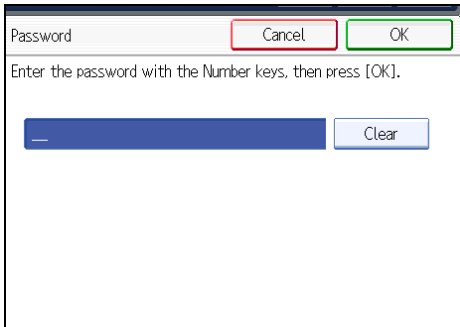 Password Cancel OK
Enter the password with the Number keys, then press [OK].
Clear